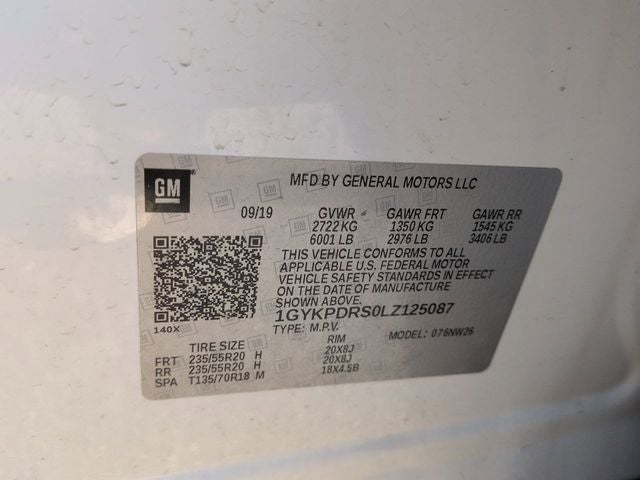 GM
MFD BY GENERAL MOTORS LLC
09/19 GVWR GAWR FRT GAWR RR
2722 KG 1350 KG 1545 KG
6001 LB 2976 LB 3406 LB
THIS VEHICLE CONFORMS TO ALL
APPLICABLE U.S. FEDERAL MOTOR
VEHICLE SAFETY STANDARDS IN EFFECT
ON THE DATE OF MANUFACTURE
SHOWN ABOVE.
1GYKPDRS0LZ125087
140X
TYPE: M.P.V. MODEL: 076NW26
TIRE SIZE RIM
FRT 235/55R20 H 20X8J
RR 235/55R20 H 20X8J
SPA T135/70R18 M 18X4.5B